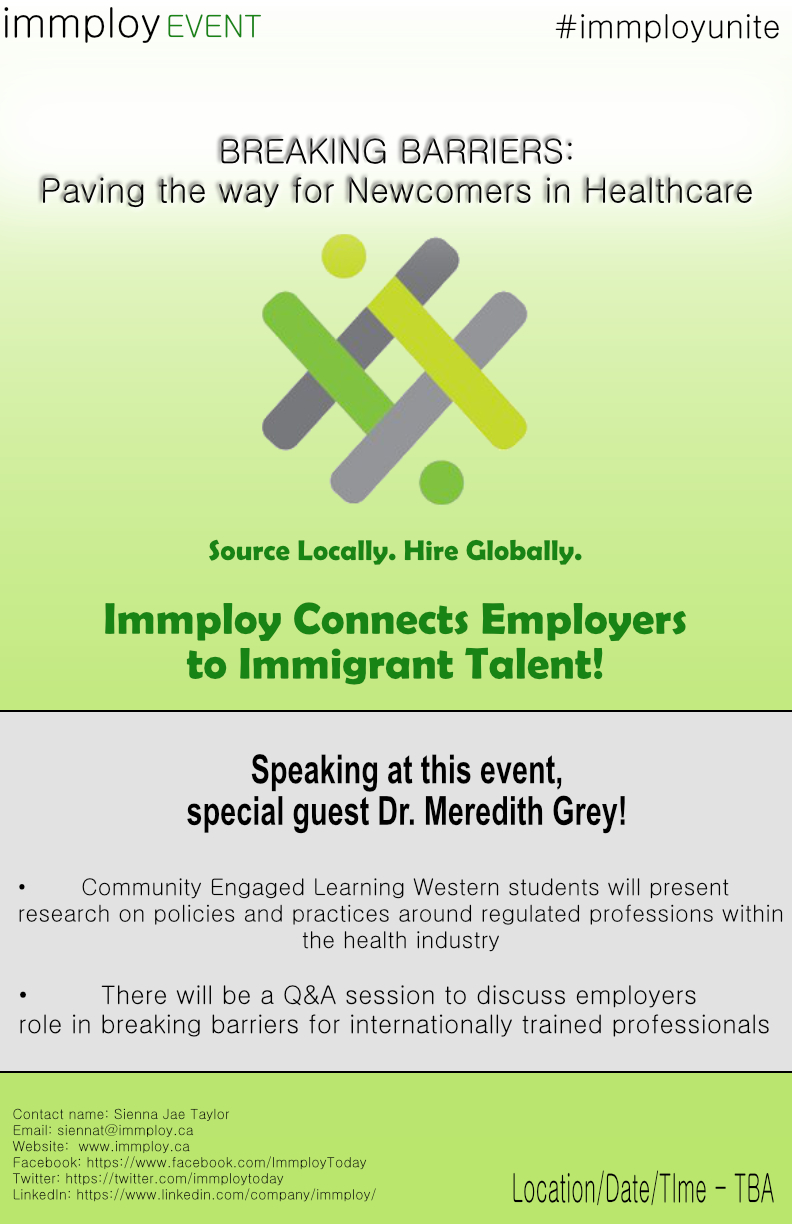 immploy EVENT
#immployunite
BREAKING BARRIERS:
Paving the way for Newcomers in Healthcare
Source Locally. Hire Globally.
Immploy Connects Employers
to Immigrant Talent!
Speaking at this event,
special guest Dr. Meredith Grey!
• Community Engaged Learning Western students will present
research on policies and practices around regulated professions within
the health industry
• There will be a Q&A session to discuss employers
role in breaking barriers for internationally trained professionals
Contact name: Sienna Jae Taylor
Email: siennat@immploy.ca
Website: www.immploy.ca
Facebook: https://www.facebook.com/ImmployToday
Twitter: https://twitter.com/immploytoday
LinkedIn: https://www.linkedin.com/company/immploy/
Location/Date/TIme - TBA